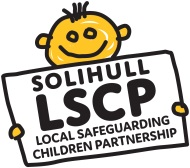 SOLIHULL
LSCP
LOCAL SAFEGUARDING
CHILDREN PARTNERSHIP